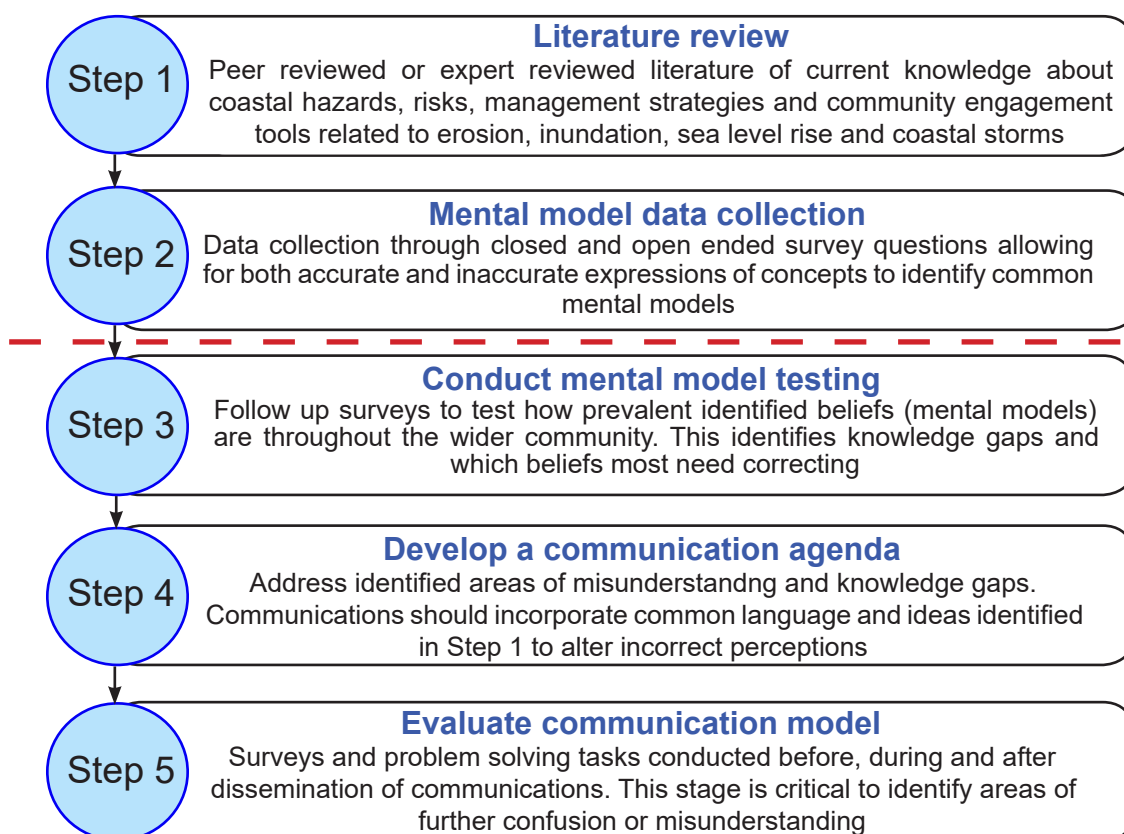 Step 1
Literature review
Peer reviewed or expert reviewed literature of current knowledge about
coastal hazards, risks, management strategies and community engagement
tools related to erosion, inundation, sea level rise and coastal storms
Step 2
Mental model data collection
Data collection through closed and open ended survey questions allowing
for both accurate and inaccurate expressions of concepts to identify common
mental models
Step 3
Conduct mental model testing
Follow up surveys to test how prevalent identified beliefs (mental models)
are throughout the wider community. This identifies knowledge gaps and
which beliefs most need correcting
Step 4
Develop a communication agenda
Address identified areas of misunderstandng and knowledge gaps.
Communications should incorporate common language and ideas identified
in Step 1 to alter incorrect perceptions
Step 5
Evaluate communication model
Surveys and problem solving tasks conducted before, during and after
dissemination of communications. This stage is critical to identify areas of
further confusion or misunderstanding